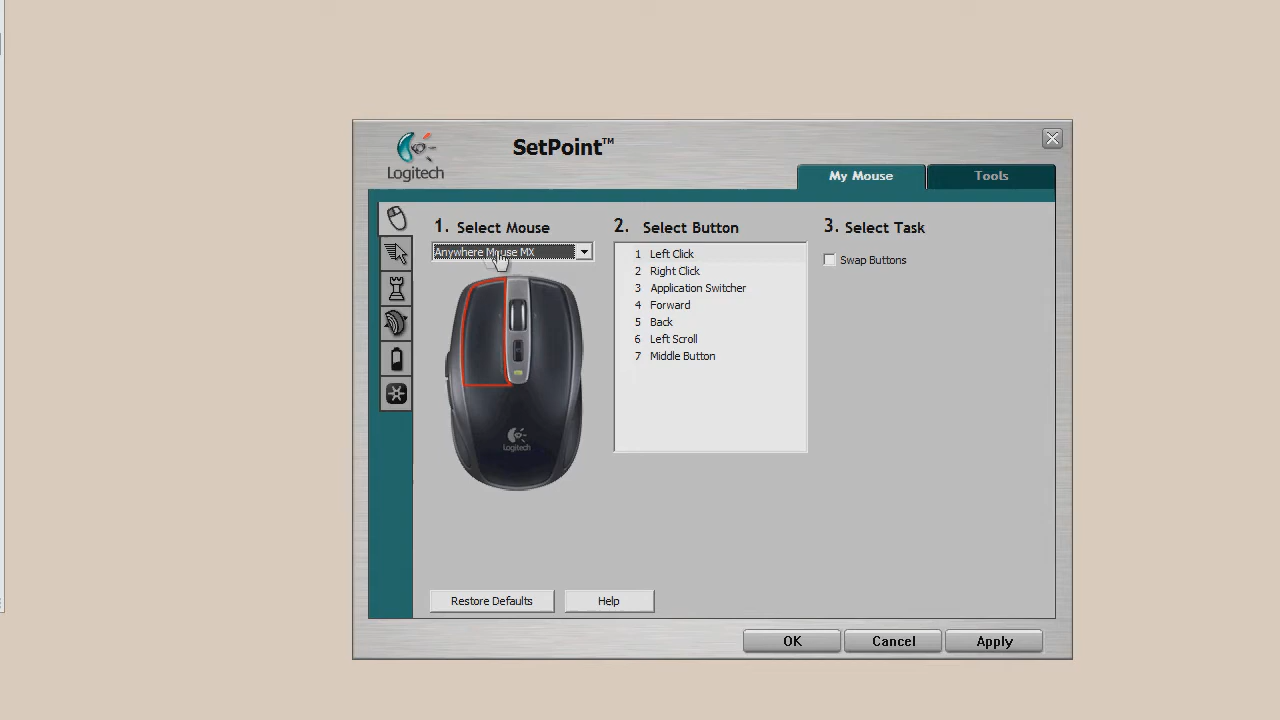 SetPoint™
Logitech
My Mouse
Tools
1. Select Mouse
2. Select Button
3. Select Task
Anywhere Mouse MX
1 Left Click
2 Right Click
3 Application Switcher
4 Forward
5 Back
6 Left Scroll
7 Middle Button
Swap Buttons
Logitech
Restore Defaults
Help
OK
Cancel
Apply